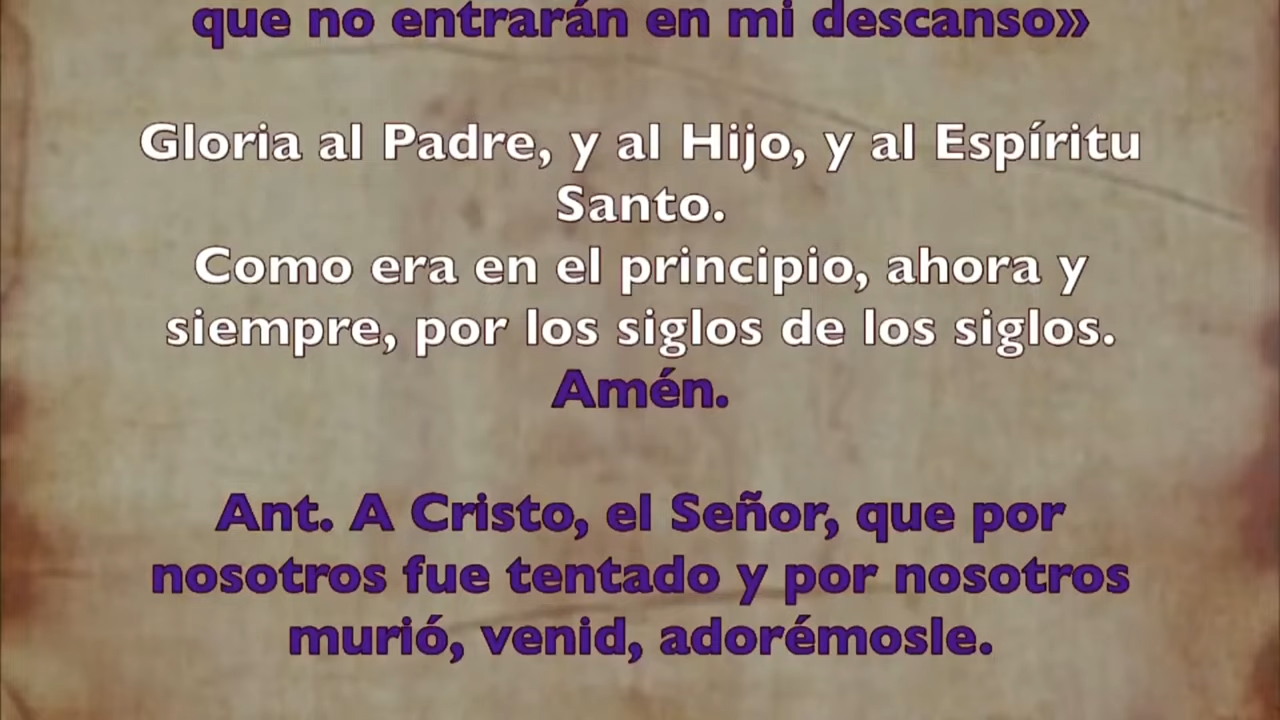 que no entrarán en mi descanso»
Gloria al Padre, y al Hijo, y al Espíritu
Santo.
Como era en el principio, ahora y
siempre, por los siglos de los siglos.
Amén.
Ant. A Cristo, el Señor, que por
nosotros fue tentado y por nosotros
murió, venid, adorémosle.